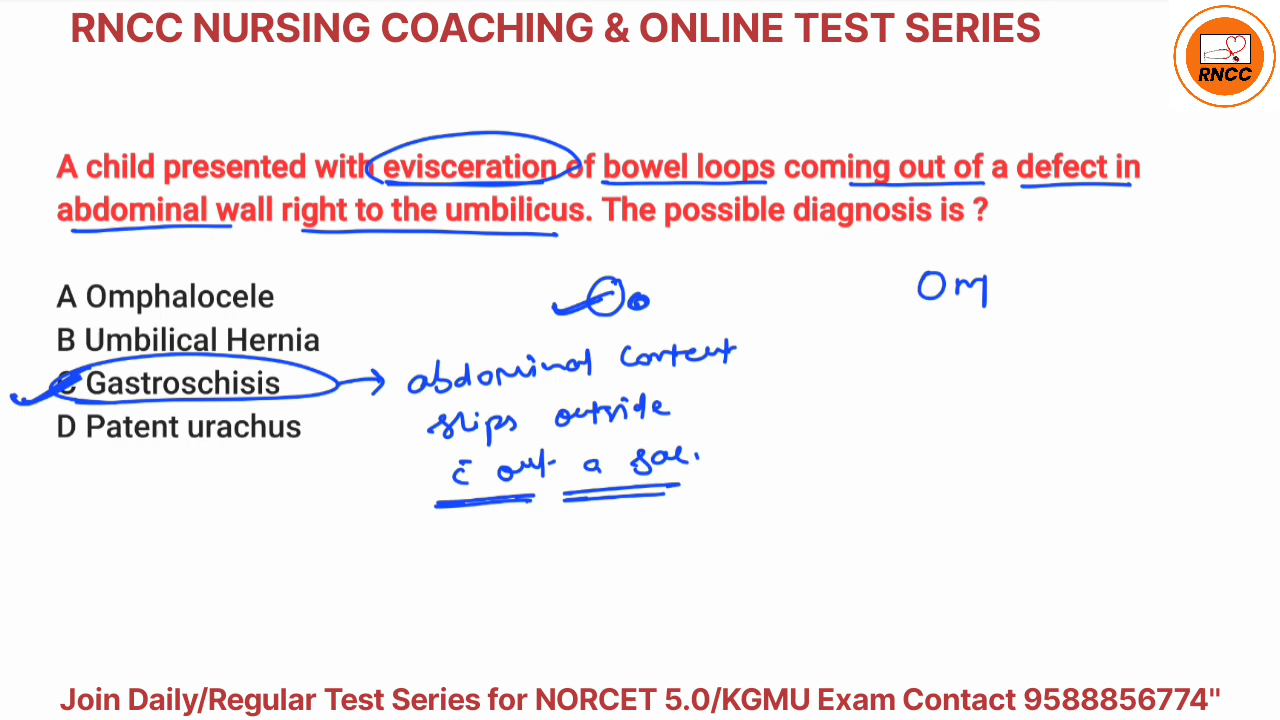 RNCC NURSING COACHING & ONLINE TEST SERIES
RNCC
A child presented with evisceration of bowel loops coming out of a defect in
abdominal wall right to the umbilicus. The possible diagnosis is ?
A Omphalocele
B Umbilical Hernia
C Gastroschisis
D Patent urachus
Om
abdominal content
slips outside
c̄ out a sac.
Join Daily/Regular Test Series for NORCET 5.0/KGMU Exam Contact 9588856774"